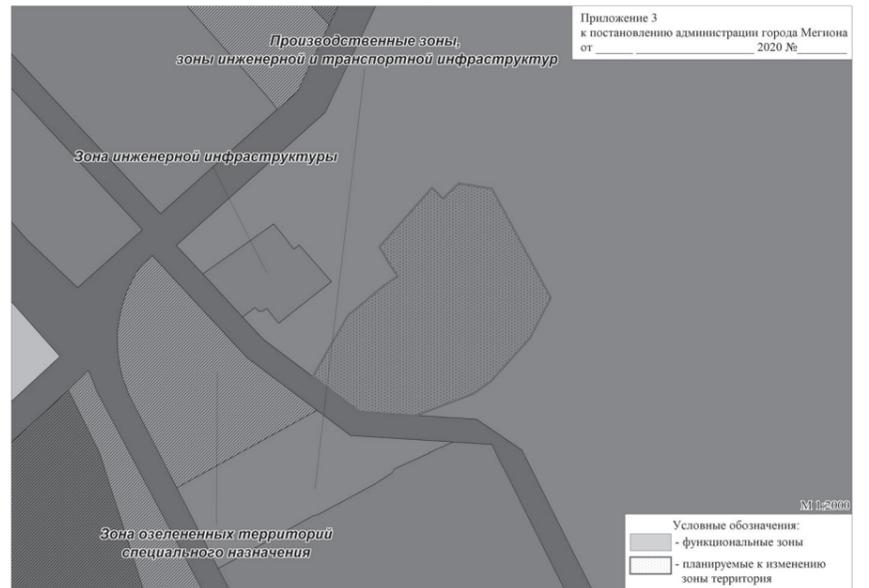 Приложение 3
к постановлению администрации города Мегиона
от ______ ____________________ 2020 №________
Производственные зоны,
зоны инженерной и транспортной инфраструктур
Зона инженерной инфраструктуры
Зона озелененных территорий
специального назначения
М 1:2000
Условные обозначения:
- функциональные зоны
- планируемые к изменению
зоны территория